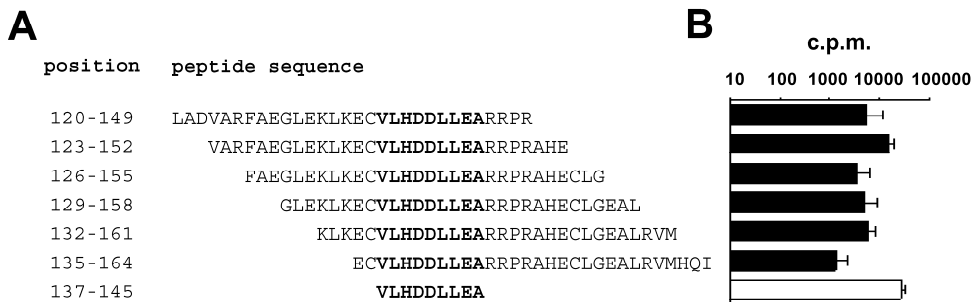 A
B
c.p.m.
position peptide sequence
10 100 1000 10000 100000
120-149 LADVARFAEGLEKLKECVLHDDLLEARRPR
123-152 VARFAEGLEKLKECVLHDDLLEARRPRAHE
126-155 FAEGLEKLKECVLHDDLLEARRPRAHECLG
129-158 GLEKLKECVLHDDLLEARRPRAHECLGEAL
132-161 KLKECVLHDDLLEARRPRAHECLGEALRVM
135-164 ECVLHDDLLEARRPRAHECLGEALRVMHQI
137-145 VLHDDLLEA